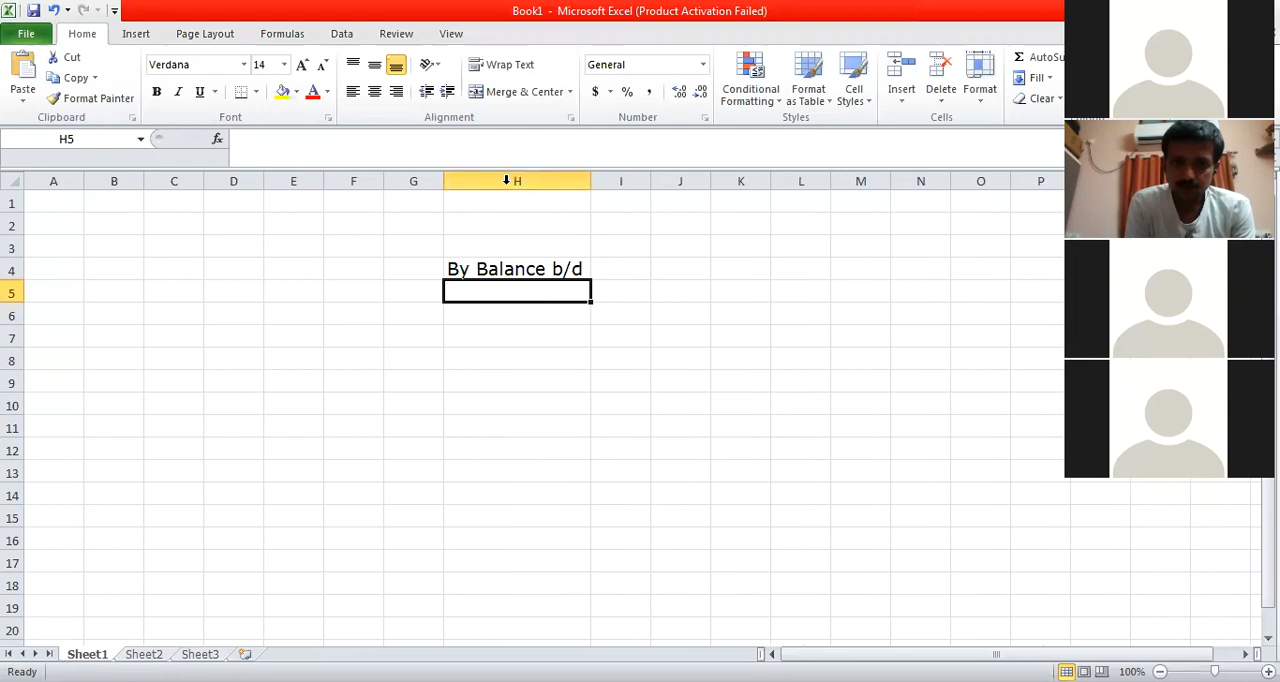 Book1 - Microsoft Excel (Product Activation Failed)
File Home Insert Page Layout Formulas Data Review View
Paste
Cut
Copy
Format Painter
Clipboard
Verdana 14
B I U
Font
Wrap Text
Merge & Center
Alignment
General
$ % ,
Number
Conditional Formatting
Format as Table
Cell Styles
Styles
Insert Delete Format
Cells
Σ AutoSu
Fill
Clear
H5 fx
A B C D E F G H I J K L M N O P
1
2
3
4 By Balance b/d
5
6
7
8
9
10
11
12
13
14
15
16
17
18
19
20
Sheet1 Sheet2 Sheet3
Ready 100%